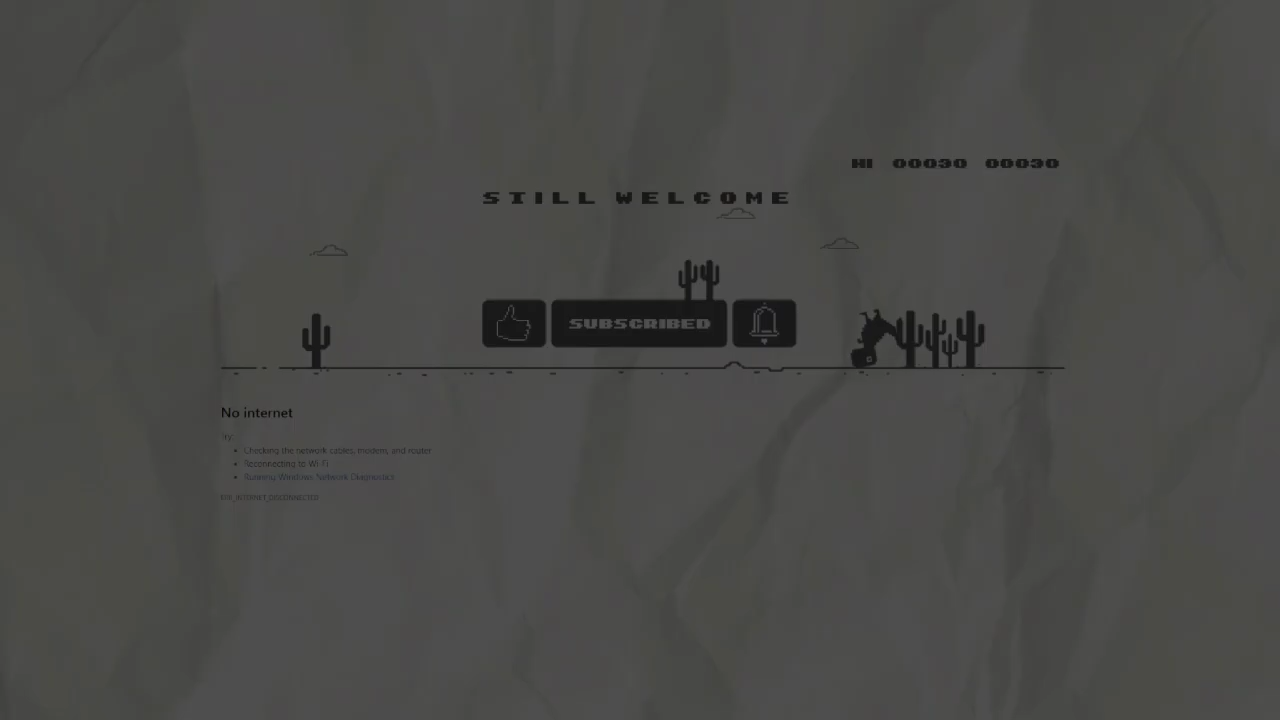 HI 00030 00030
STILL WELCOME
SUBSCRIBED
No internet
Try:
Checking the network cables, modem, and router
Reconnecting to Wi-Fi
Running Windows Network Diagnostics
ERR_INTERNET_DISCONNECTED